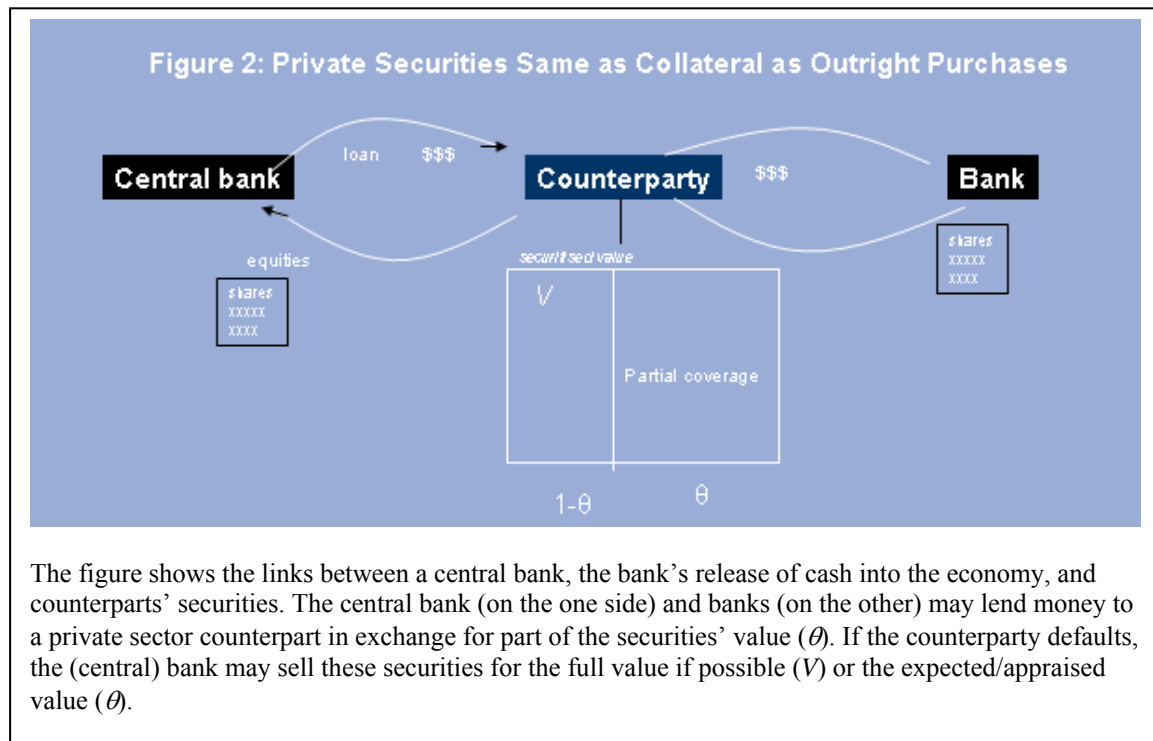 Figure 2: Private Securities Same as Collateral as Outright Purchases
loan $$$
Central bank
Counterparty
$$$
Bank
equities
shares
xxxxx
xxxx
securitised value
shares
xxxxx
xxxx
V
Partial coverage
1-θ
θ
The figure shows the links between a central bank, the bank’s release of cash into the economy, and
counterparts’ securities. The central bank (on the one side) and banks (on the other) may lend money to
a private sector counterpart in exchange for part of the securities’ value (θ). If the counterparty defaults,
the (central) bank may sell these securities for the full value if possible (V) or the expected/appraised
value (θ).